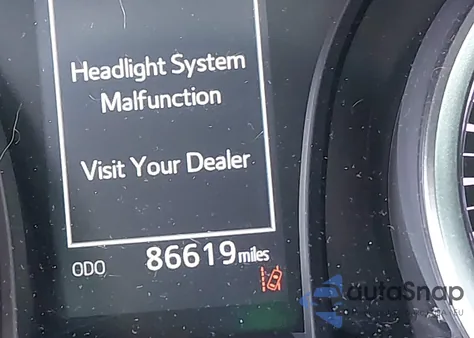 Headlight System
Malfunction
Visit Your Dealer
ODO 86619 miles
autoSnap